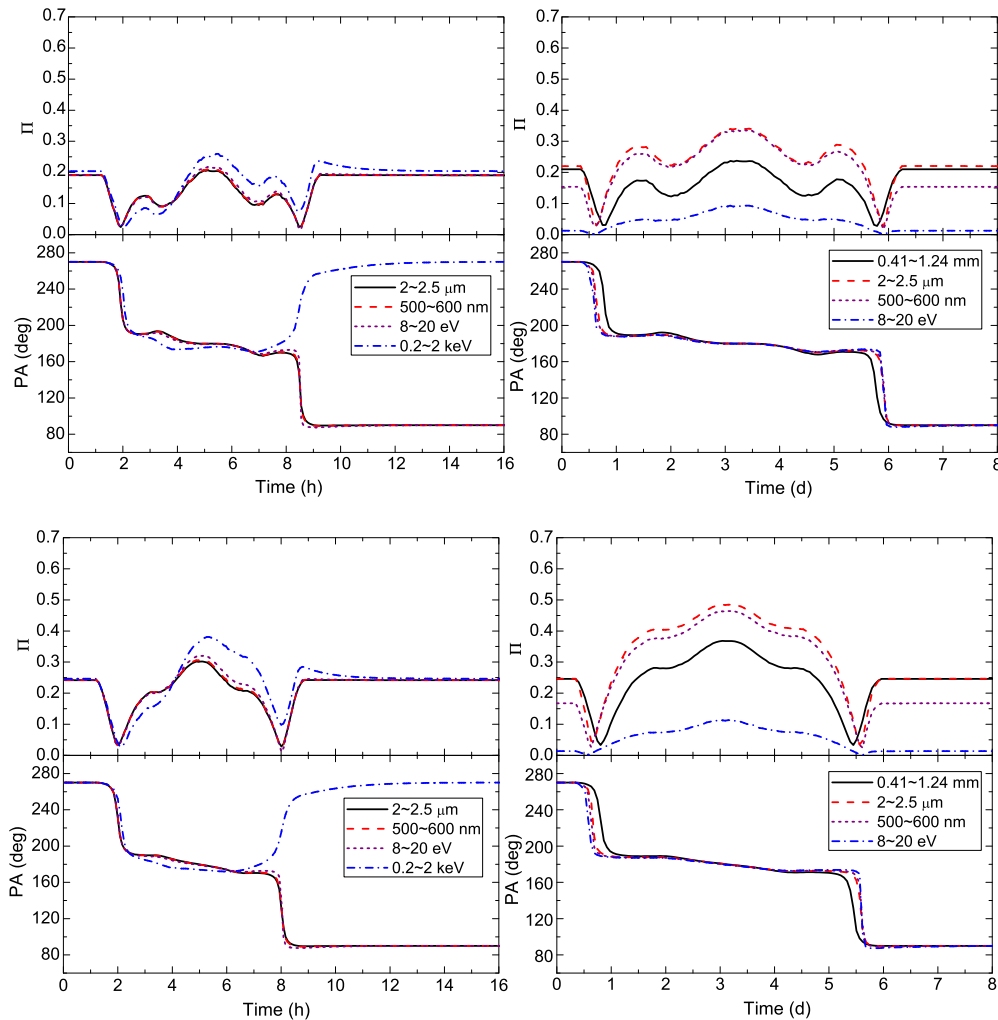 0.7
0.6
0.5
0.4
0.3
0.2
0.1
0.0
Π
280
240
200
160
120
80
PA (deg)
2~2.5 μm
500~600 nm
8~20 eV
0.2~2 keV
0 2 4 6 8 10 12 14 16
Time (h)
0.7
0.6
0.5
0.4
0.3
0.2
0.1
0.0
Π
280
240
200
160
120
80
PA (deg)
0.41~1.24 mm
2~2.5 μm
500~600 nm
8~20 eV
0 1 2 3 4 5 6 7 8
Time (d)
0.7
0.6
0.5
0.4
0.3
0.2
0.1
0.0
Π
280
240
200
160
120
80
PA (deg)
2~2.5 μm
500~600 nm
8~20 eV
0.2~2 keV
0 2 4 6 8 10 12 14 16
Time (h)
0.7
0.6
0.5
0.4
0.3
0.2
0.1
0.0
Π
280
240
200
160
120
80
PA (deg)
0.41~1.24 mm
2~2.5 μm
500~600 nm
8~20 eV
0 1 2 3 4 5 6 7 8
Time (d)